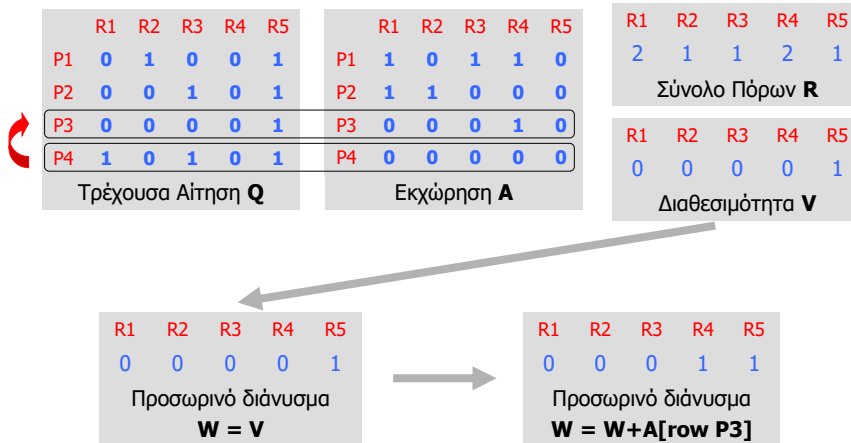 R1 R2 R3 R4 R5
P1 0 1 0 0 1
P2 0 0 1 0 1
P3 0 0 0 0 1
P4 1 0 1 0 1
Τρέχουσα Αίτηση Q
R1 R2 R3 R4 R5
P1 1 0 1 1 0
P2 1 1 0 0 0
P3 0 0 0 1 0
P4 0 0 0 0 0
Εκχώρηση A
R1 R2 R3 R4 R5
2 1 1 2 1
Σύνολο Πόρων R
R1 R2 R3 R4 R5
0 0 0 0 1
Διαθεσιμότητα V
R1 R2 R3 R4 R5
0 0 0 0 1
Προσωρινό διάνυσμα
W = V
R1 R2 R3 R4 R5
0 0 0 1 1
Προσωρινό διάνυσμα
W = W+A[row P3]